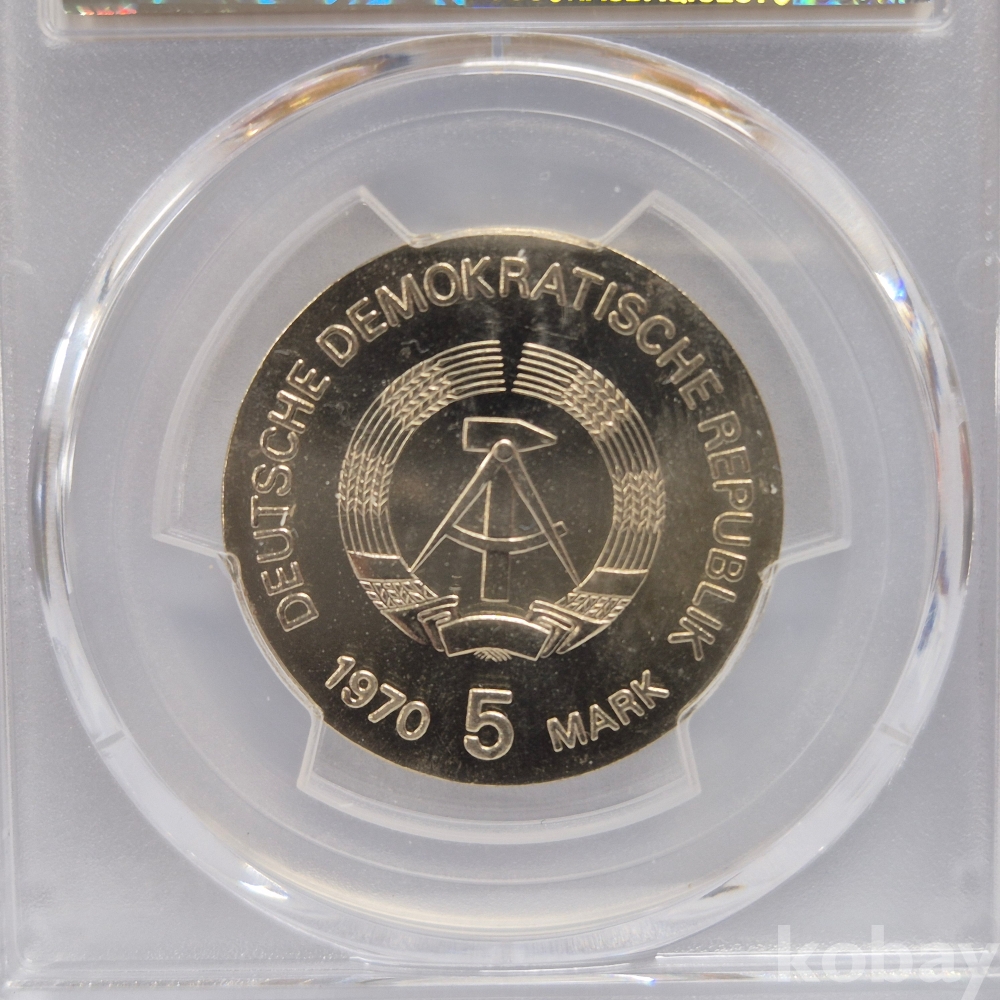 DEUTSCHE DEMOKRATISCHE REPUBLIK
1970 5 MARK
kobay